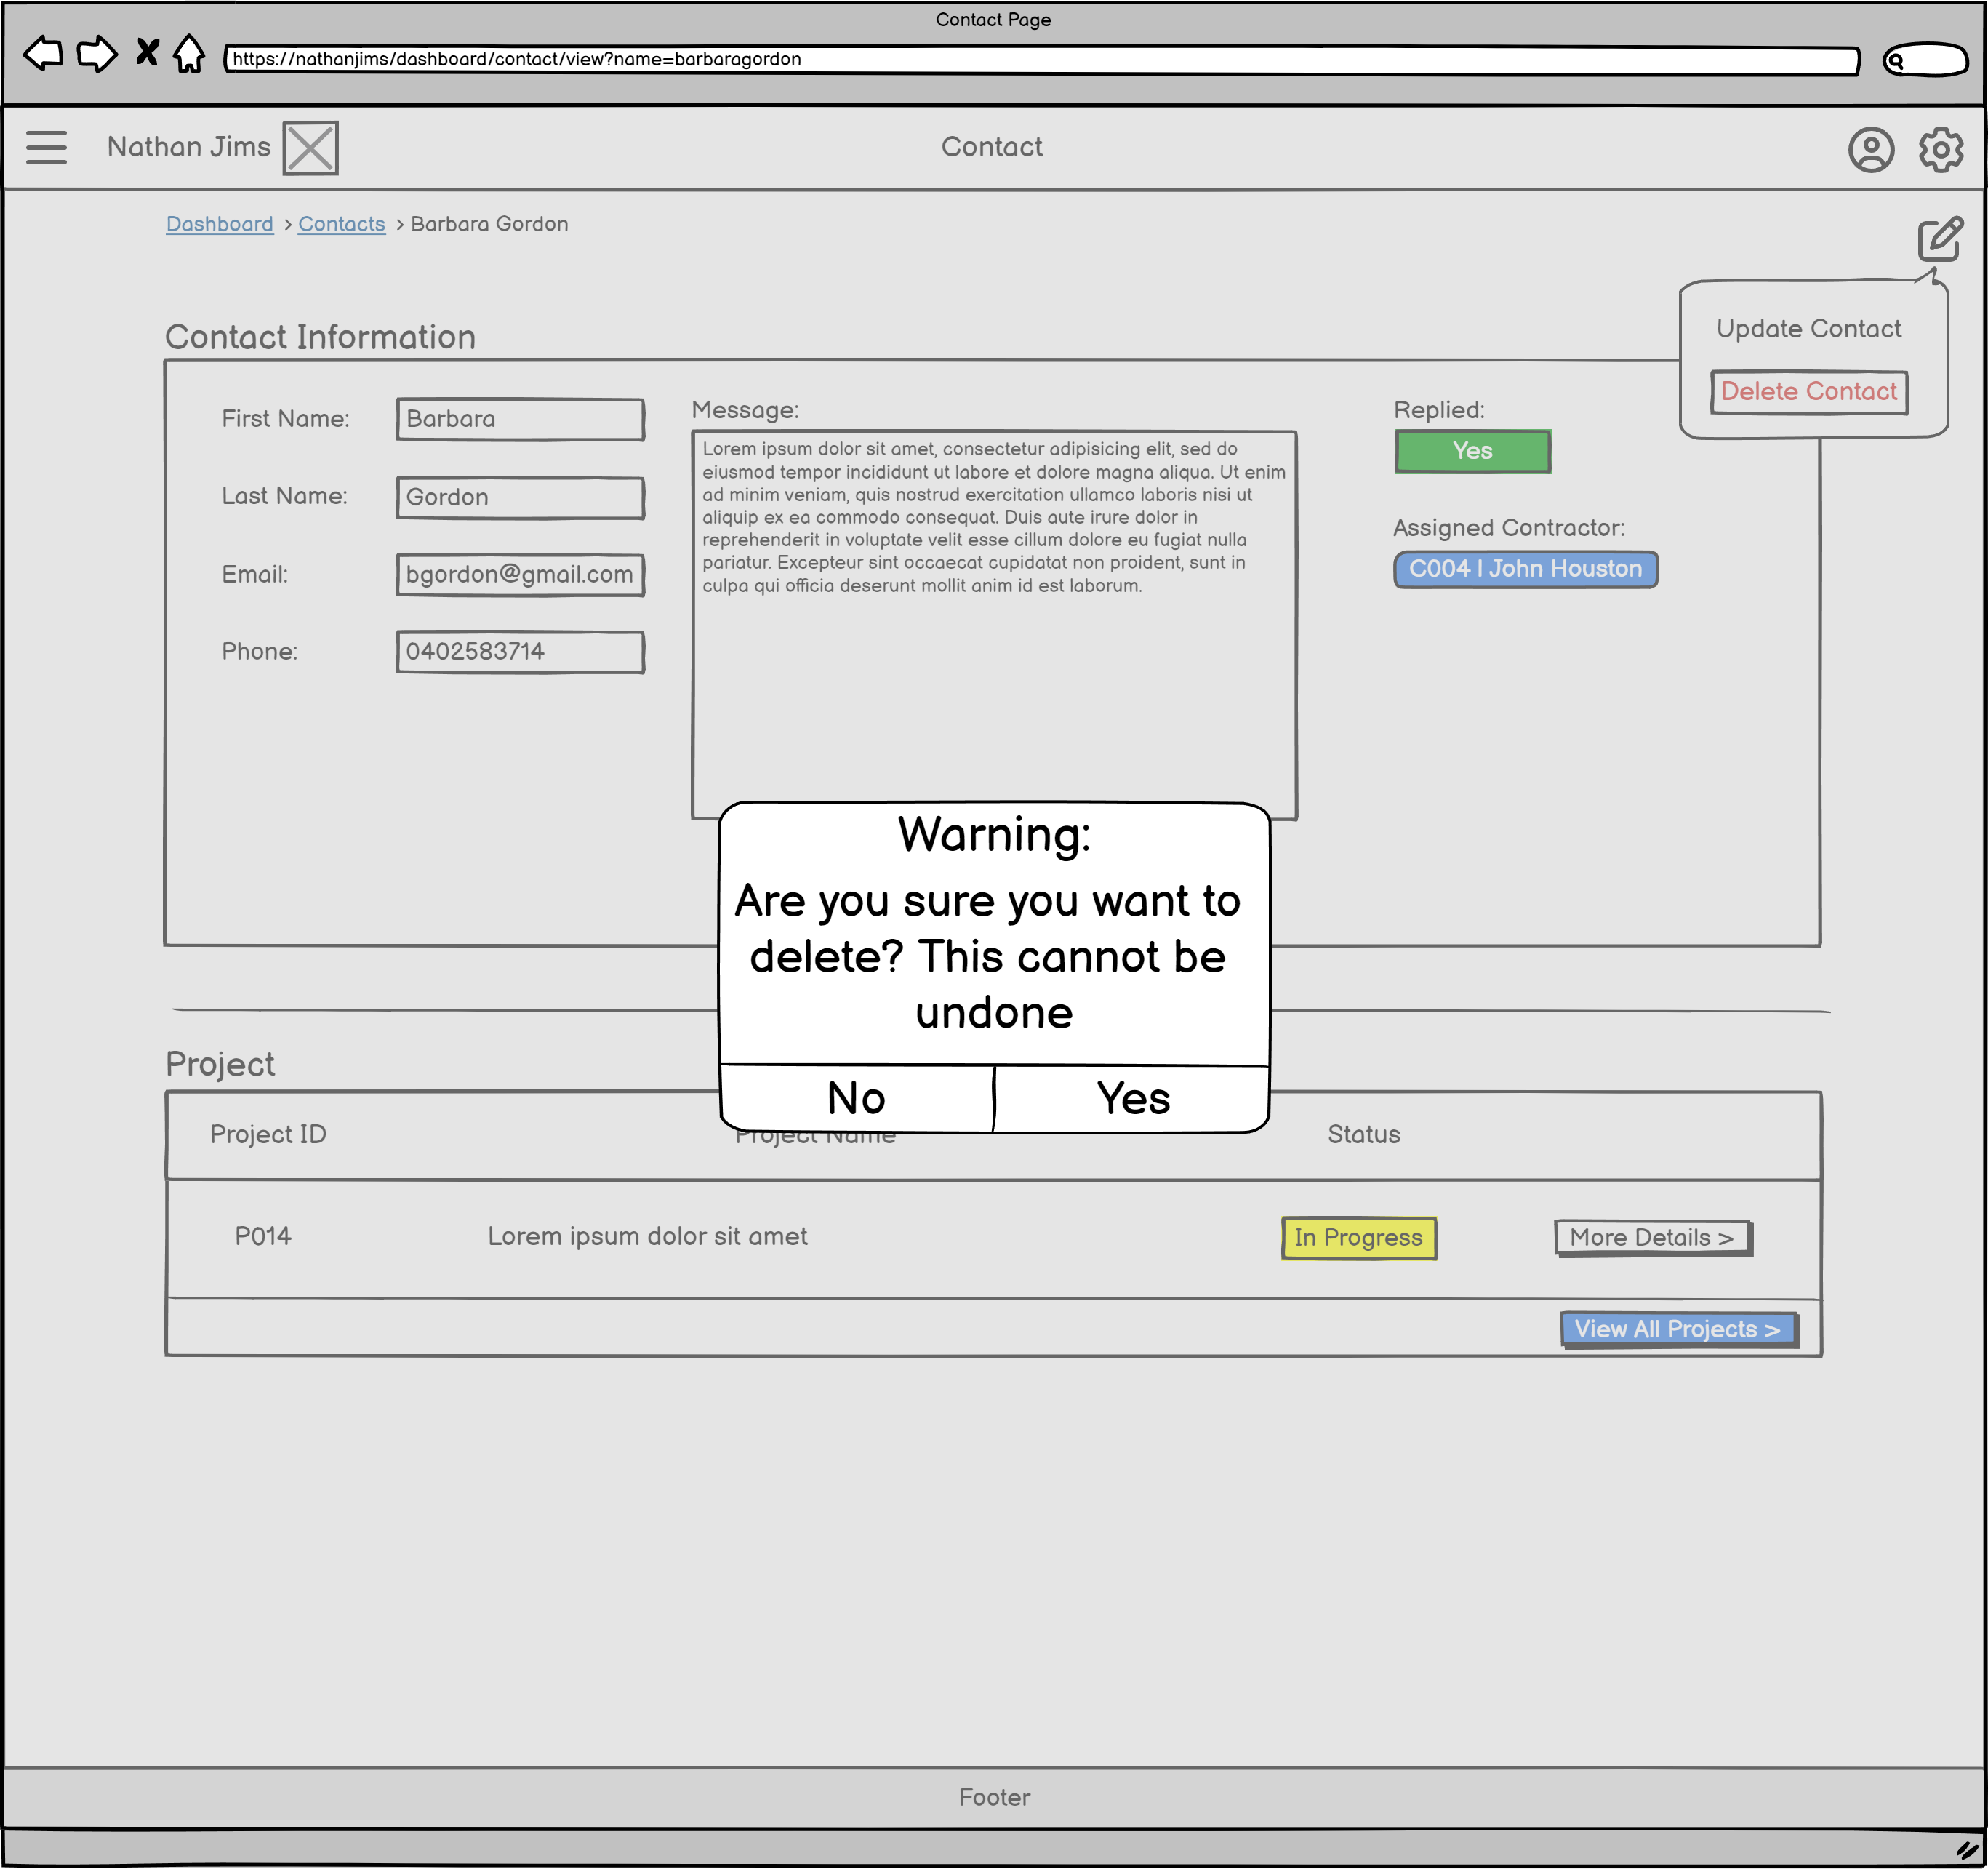 Contact Page
https://nathanjims/dashboard/contact/view?name=barbaragordon
Nathan Jims
Contact
Dashboard > Contacts > Barbara Gordon
Update Contact
Delete Contact
Contact Information
First Name: Barbara
Last Name: Gordon
Email: bgordon@gmail.com
Phone: 0402583714
Message:
Lorem ipsum dolor sit amet, consectetur adipisicing elit, sed do
eiusmod tempor incididunt ut labore et dolore magna aliqua. Ut enim
ad minim veniam, quis nostrud exercitation ullamco laboris nisi ut
aliquip ex ea commodo consequat. Duis aute irure dolor in
reprehenderit in voluptate velit esse cillum dolore eu fugiat nulla
pariatur. Excepteur sint occaecat cupidatat non proident, sunt in
culpa qui officia deserunt mollit anim id est laborum.
Replied:
Yes
Assigned Contractor:
C004 | John Houston
Warning:
Are you sure you want to
delete? This cannot be
undone
No Yes
Project
Project ID Project Name Status
P014 Lorem ipsum dolor sit amet In Progress More Details >
View All Projects >
Footer